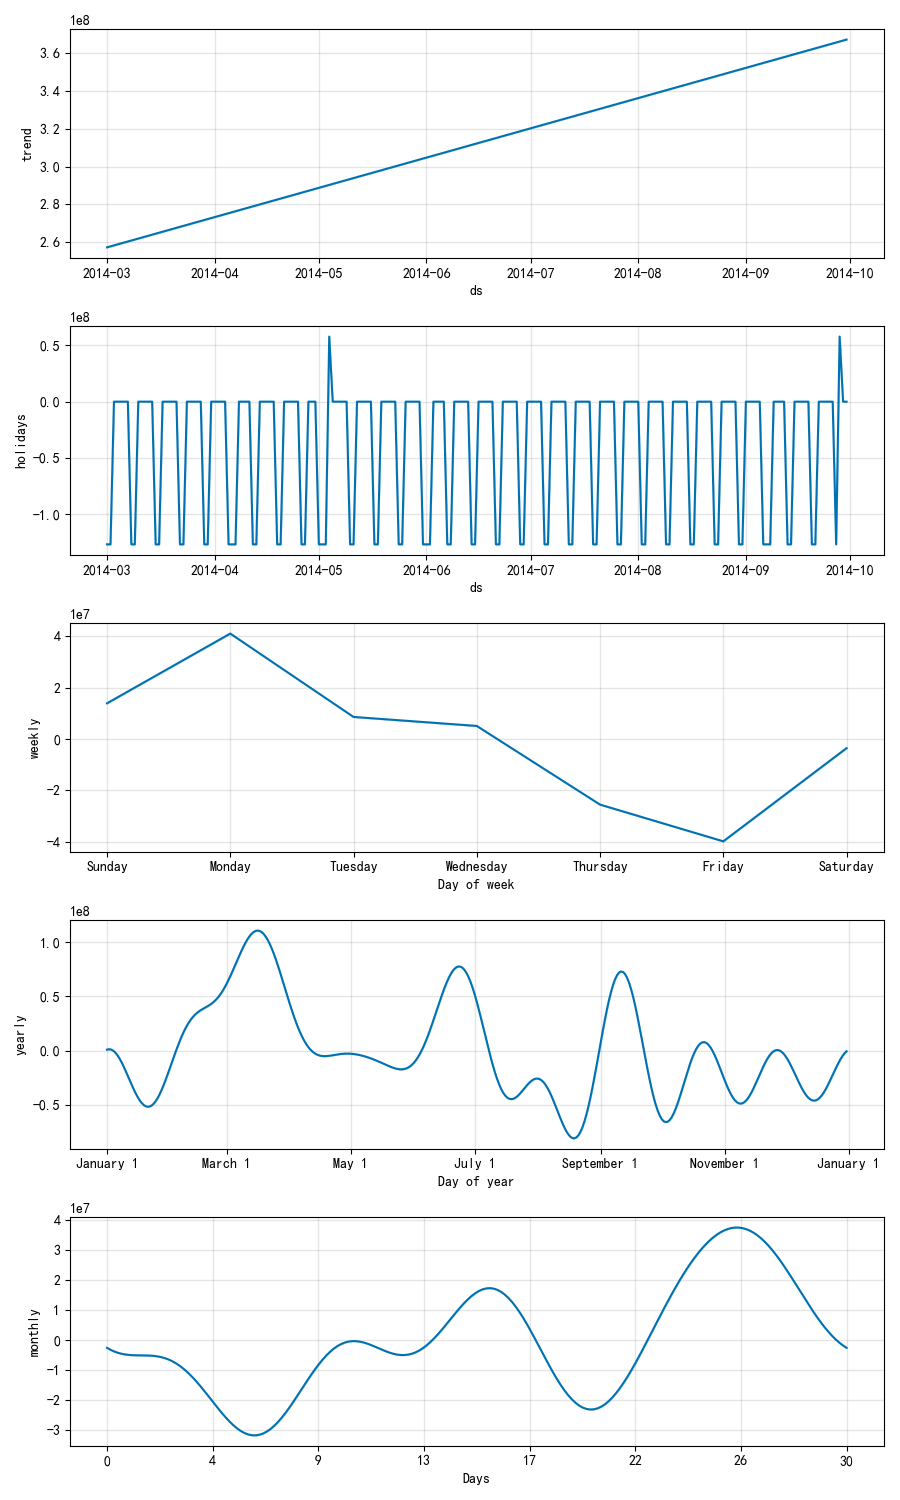 1e8
3.6
3.4
3.2
3.0
2.8
2.6
trend
2014-03 2014-04 2014-05 2014-06 2014-07 2014-08 2014-09 2014-10
ds
1e8
0.5
0.0
-0.5
-1.0
holidays
2014-03 2014-04 2014-05 2014-06 2014-07 2014-08 2014-09 2014-10
ds
1e7
4
2
0
-2
-4
weekly
Sunday Monday Tuesday Wednesday Thursday Friday Saturday
Day of week
1e8
1.0
0.5
0.0
-0.5
yearly
January 1 March 1 May 1 July 1 September 1 November 1 January 1
Day of year
1e7
4
3
2
1
0
-1
-2
-3
monthly
0 4 9 13 17 22 26 30
Days